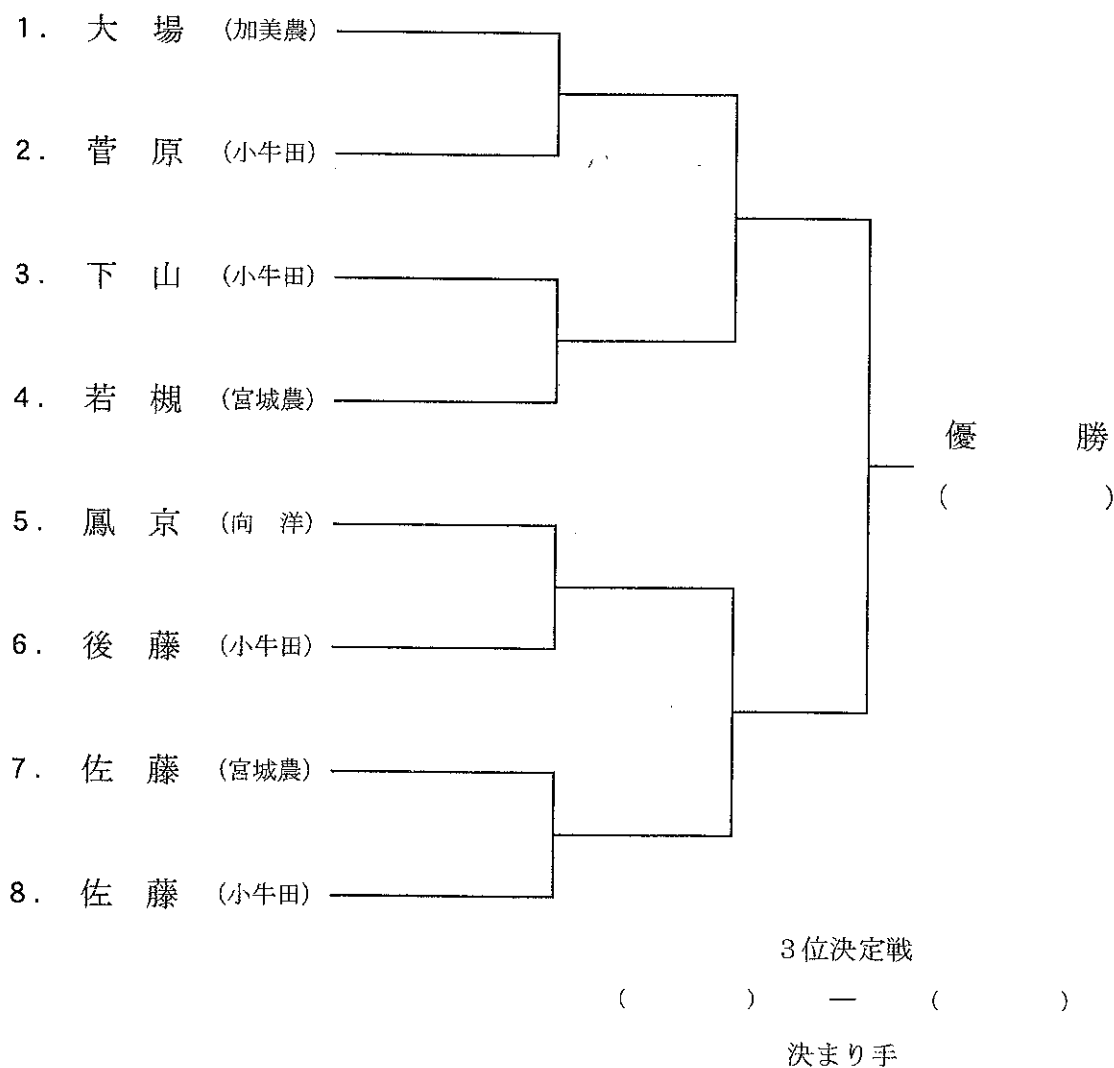 1. 大場 (加美農)
2. 菅原 (小牛田)
3. 下山 (小牛田)
4. 若槻 (宮城農)
優勝
( )
5. 鳳京 (向洋)
6. 後藤 (小牛田)
7. 佐藤 (宮城農)
8. 佐藤 (小牛田)
3位決定戦
( ) ― ( )
決まり手